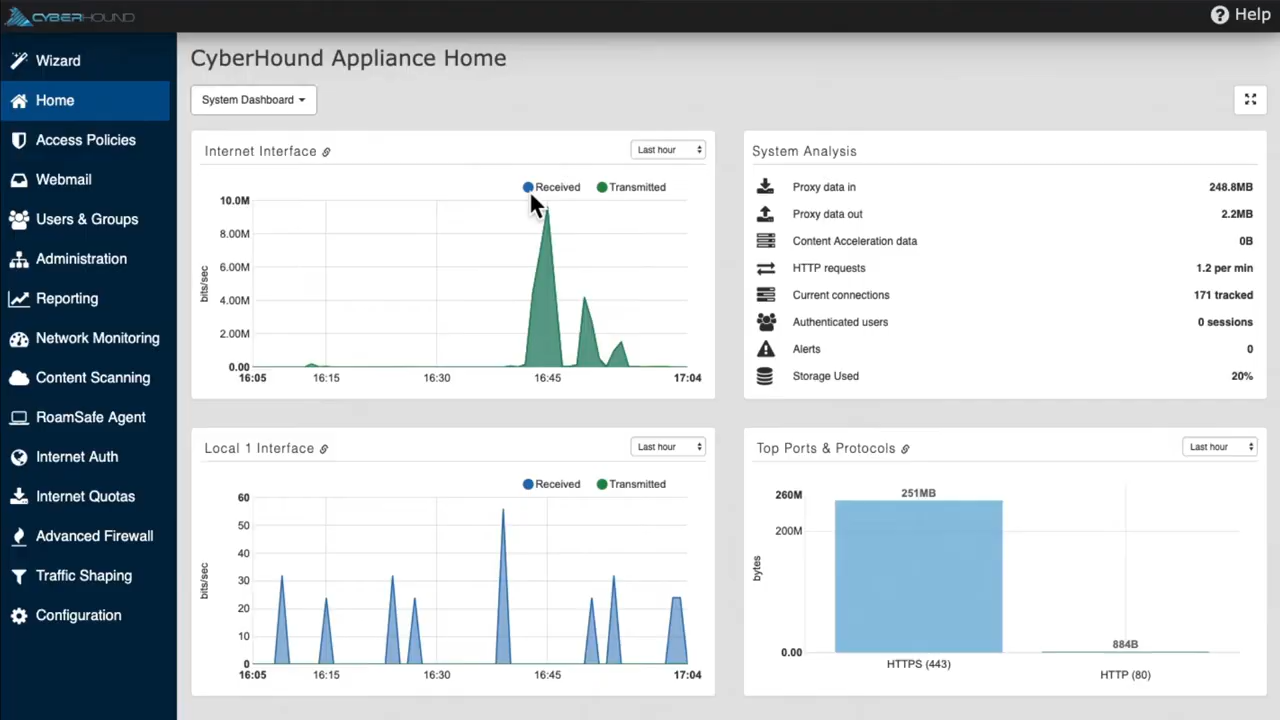 CYBERHOUND
Help
Wizard
Home
Access Policies
Webmail
Users & Groups
Administration
Reporting
Network Monitoring
Content Scanning
RoamSafe Agent
Internet Auth
Internet Quotas
Advanced Firewall
Traffic Shaping
Configuration
CyberHound Appliance Home
System Dashboard
Internet Interface
Last hour
Received Transmitted
10.0M
8.00M
6.00M
4.00M
2.00M
0.00
bits/sec
16:05 16:15 16:30 16:45 17:04
System Analysis
Proxy data in 248.8MB
Proxy data out 2.2MB
Content Acceleration data 0B
HTTP requests 1.2 per min
Current connections 171 tracked
Authenticated users 0 sessions
Alerts 0
Storage Used 20%
Local 1 Interface
Last hour
Received Transmitted
60
50
40
30
20
10
0
bits/sec
16:05 16:15 16:30 16:45 17:04
Top Ports & Protocols
Last hour
260M
200M
0.00
bytes
251MB
884B
HTTPS (443)
HTTP (80)